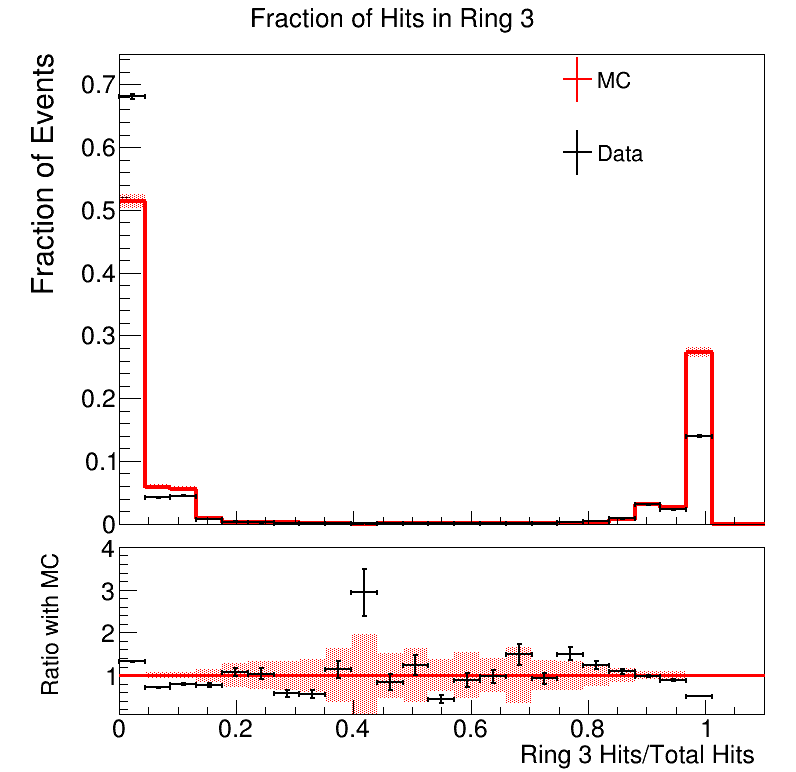 Fraction of Hits in Ring 3
Fraction of Events
0.7
0.6
0.5
0.4
0.3
0.2
0.1
0
MC
Data
Ratio with MC
4
3
2
1
0 0.2 0.4 0.6 0.8 1
Ring 3 Hits/Total Hits